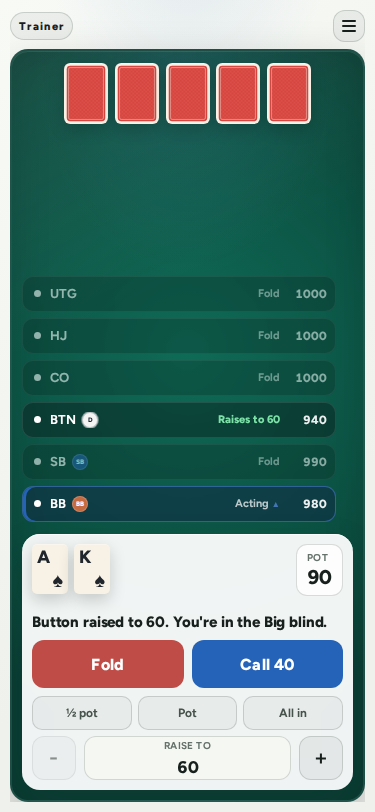 Trainer
UTG Fold 1000
HJ Fold 1000
CO Fold 1000
BTN D Raises to 60 940
SB SB Fold 990
BB BB Acting ▲ 980
A K
♠ ♠
POT
90
Button raised to 60. You're in the Big blind.
Fold Call 40
½ pot Pot All in
RAISE TO
- 60 +